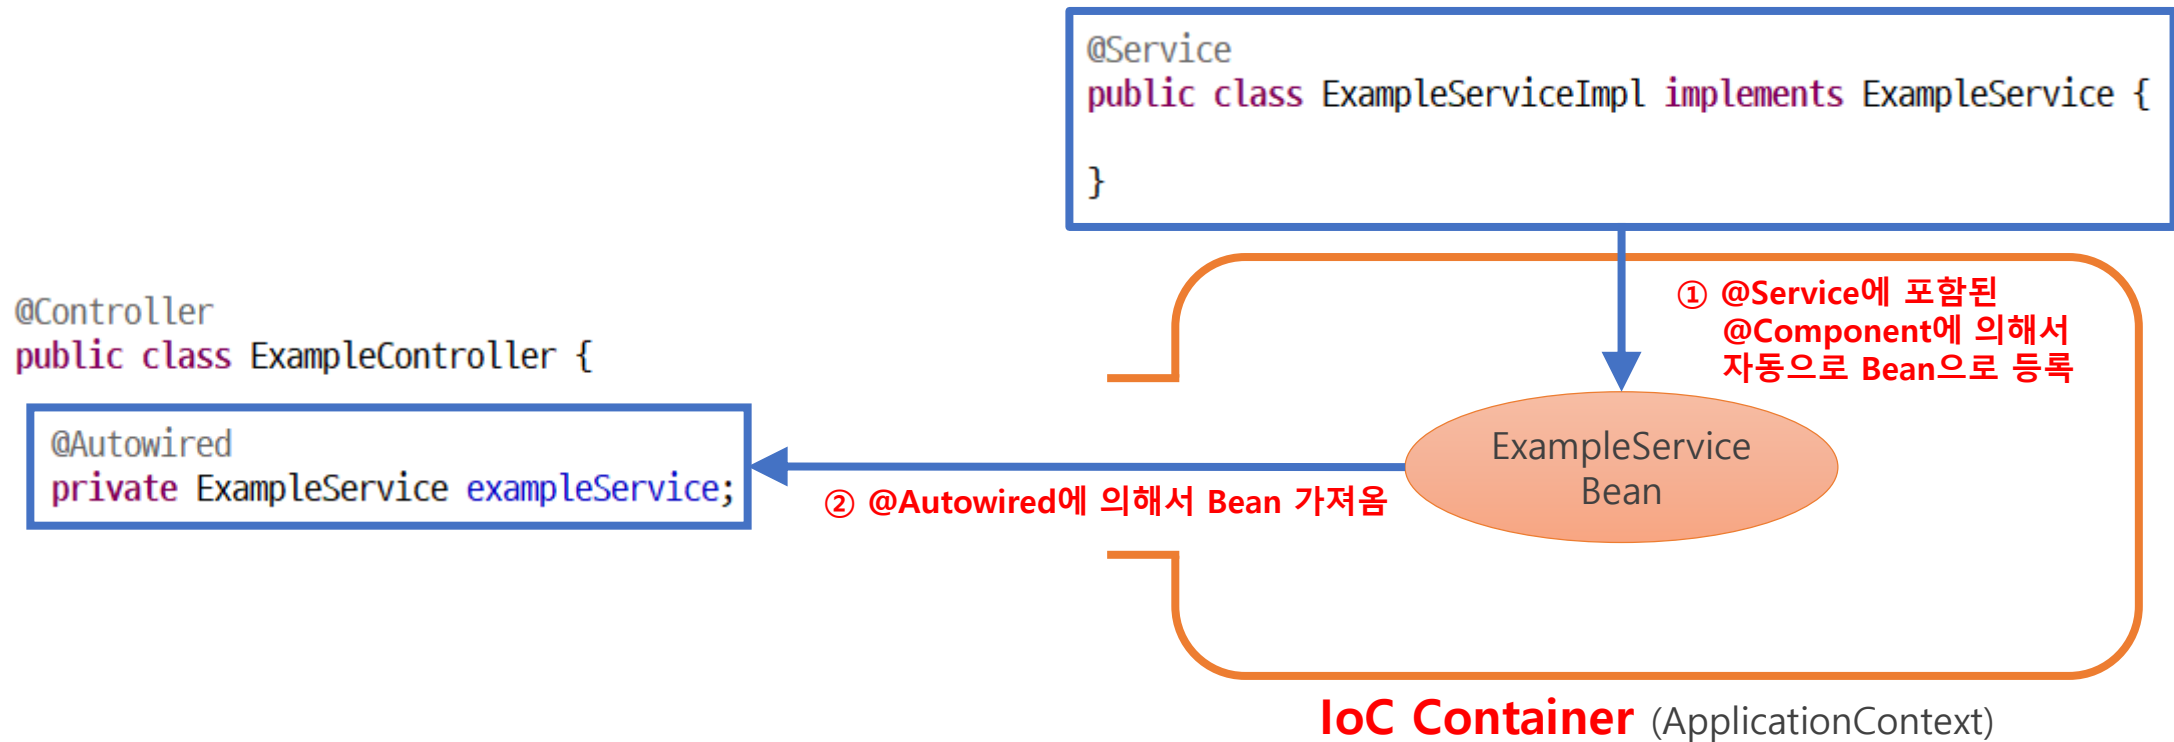 @Service
public class ExampleServiceImpl implements ExampleService {
}
@Controller
public class ExampleController {
@Autowired
private ExampleService exampleService;
① @Service에 포함된
@Component에 의해서
자동으로 Bean으로 등록
ExampleService
Bean
② @Autowired에 의해서 Bean 가져옴
IoC Container (ApplicationContext)